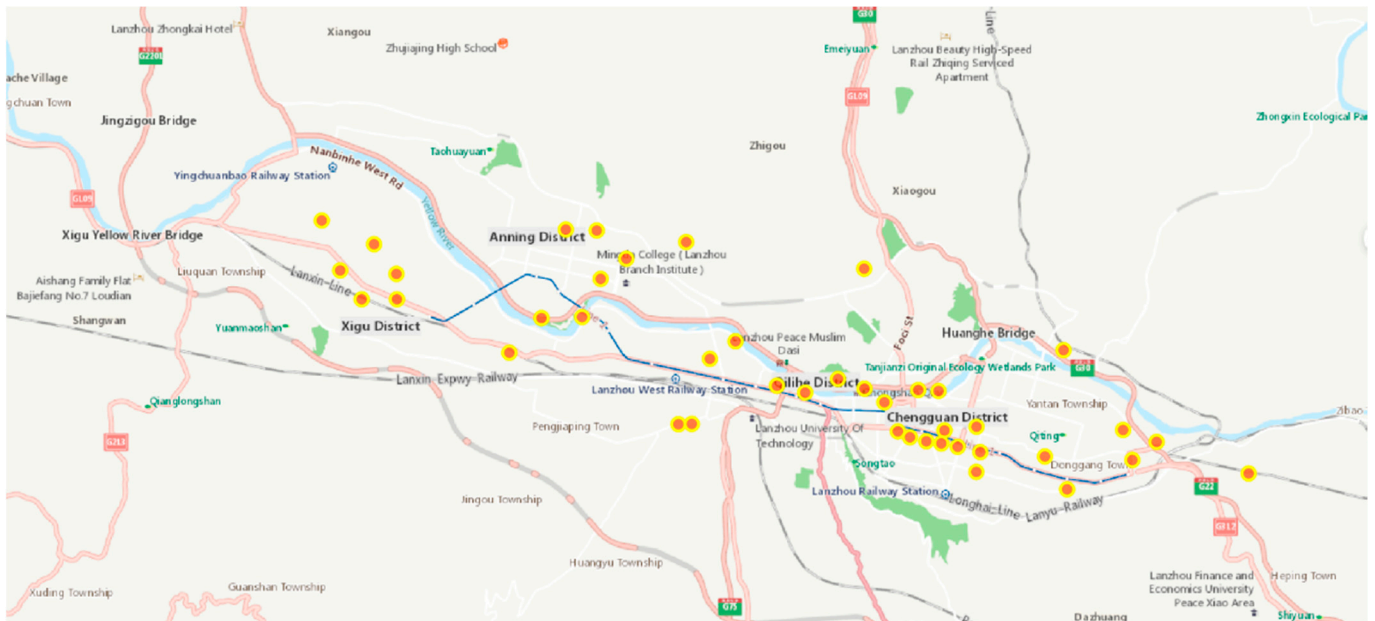 Lanzhou Zhongkai Hotel
Xiangou
Zhujiajing High School
Emeiyuan
Lanzhou Beauty High-Speed
Rail Zhiqing Serviced
Apartment
Line
G109
ache Village
gchuan Town
Jingzigou Bridge
Zhongxin Ecological Par
Zhigou
Taohuayuan
Nanbinhe West Rd
Yingchuanbao Railway Station
Xiaogou
Yellow River
Xigu Yellow River Bridge
Anning District
College ( Lanzhou
Branch Institute )
Liuquan Township
Lanxin-Line
Aishang Family Flat
Bajiefang No.7 Loudian
Shangwan
Yuanmaoshan
Xigu District
Foci St
Huanghe Bridge
nzhou Peace Muslim
Dasi
Tanjianzi Original Ecology Wetlands Park
Lanxin-Expwy-Railway
Lanzhou West Railway Station
Qianglongshan
Yantan Township
Chengguan District
Pengjiaping Town
Lanzhou University Of
Technology
Qiting
Donggang Tow
G213
Songtao
Lanzhou Railway Station
Longhai-Line-Lanyu-Railway
G22
Jingou Township
G312
Huangyu Township
Guanshan Township
Xuding Township
Lanzhou Finance and
Economics University
Peace Xiao Area
Heping Town
G75
Dazhuang
Shiyuan